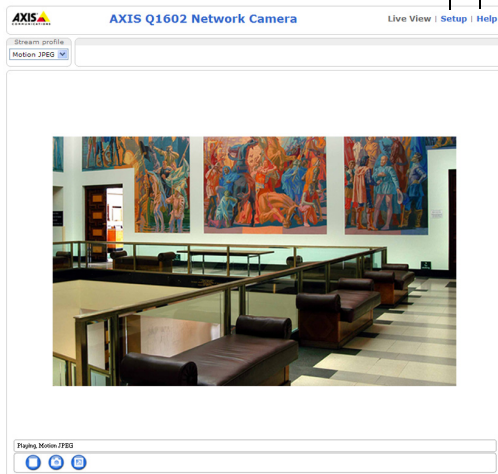 AXIS
COMMUNICATIONS
AXIS Q1602 Network Camera
Live View | Setup | Help
Stream profile
Motion JPEG
Playing, Motion JPEG